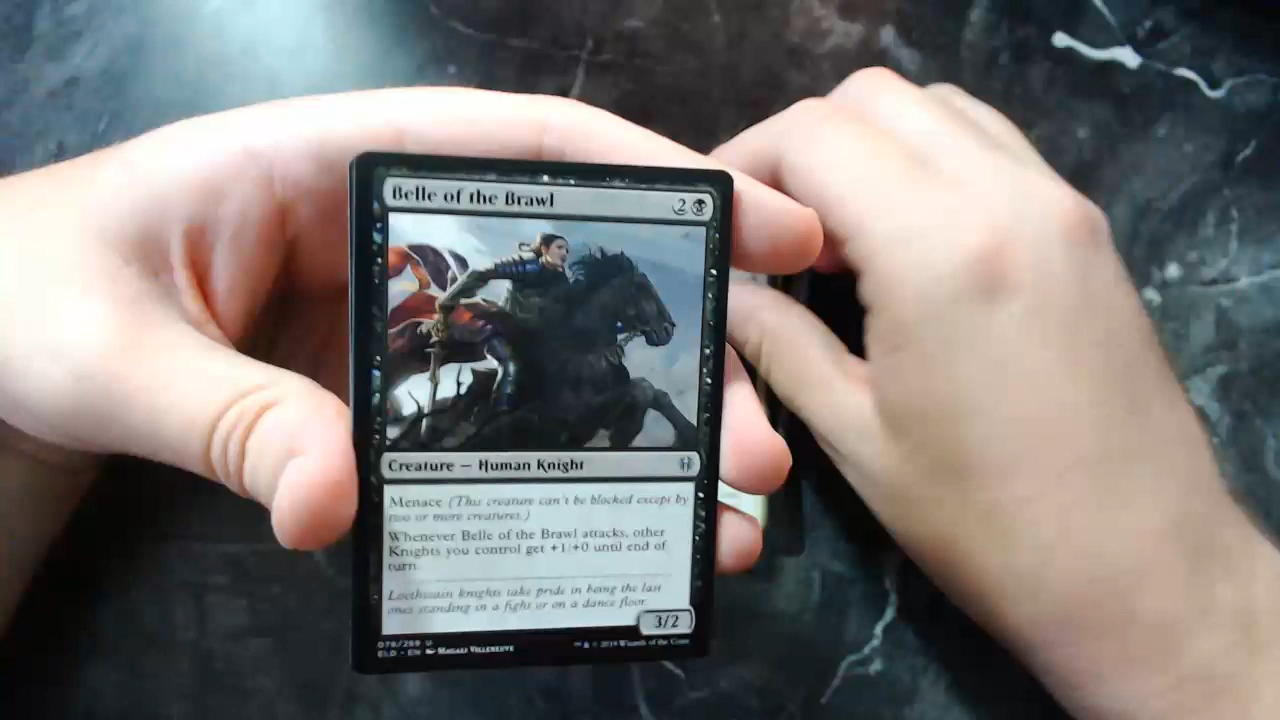 Belle of the Brawl
2
Creature — Human Knight
Menace (This creature can't be blocked except by
two or more creatures.)
Whenever Belle of the Brawl attacks, other
Knights you control get +1/+0 until end of
turn.
Locthwain knights take pride in being the last
ones standing in a fight or on a dance floor.
3/2
078/269 U
ELD • EN Magali Villeneuve
™ & © 2019 Wizards of the Coast